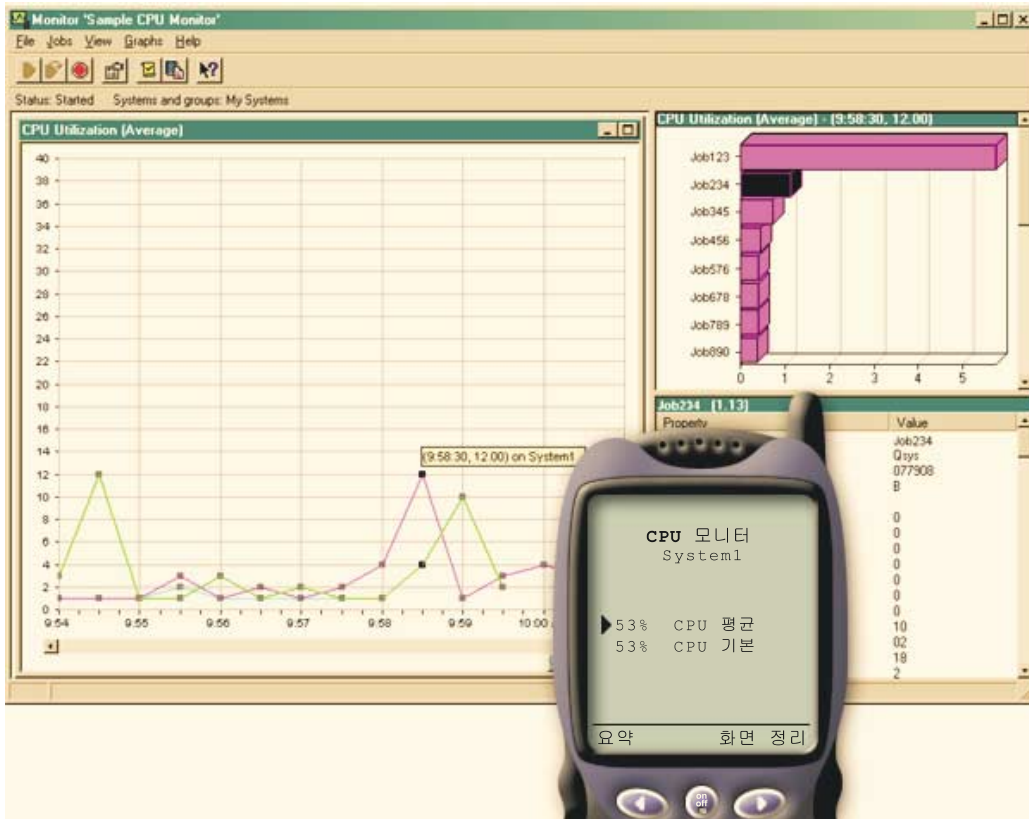 Monitor 'Sample CPU Monitor'
File Jobs View Graphs Help
Status: Started Systems and groups: My Systems
CPU Utilization (Average)
40
38
36
34
32
30
28
26
24
22
20
18
16
14
12
10
8
6
4
2
0
9:54 9:55 9:56 9:57 9:58 9:59 10:00
(9:58:30, 12.00) on System1
CPU Utilization (Average) - (9:58:30, 12.00)
Job123
Job234
Job345
Job456
Job576
Job678
Job789
Job890
0 1 2 3 4 5
Job234 (1.13)
Property Value
Job234
Qsys
077908
B
0
0
0
0
0
0
0
10
02
18
2
CPU 모니터
System1
53% CPU 평균
53% CPU 기본
요약 화면 정리
on
off